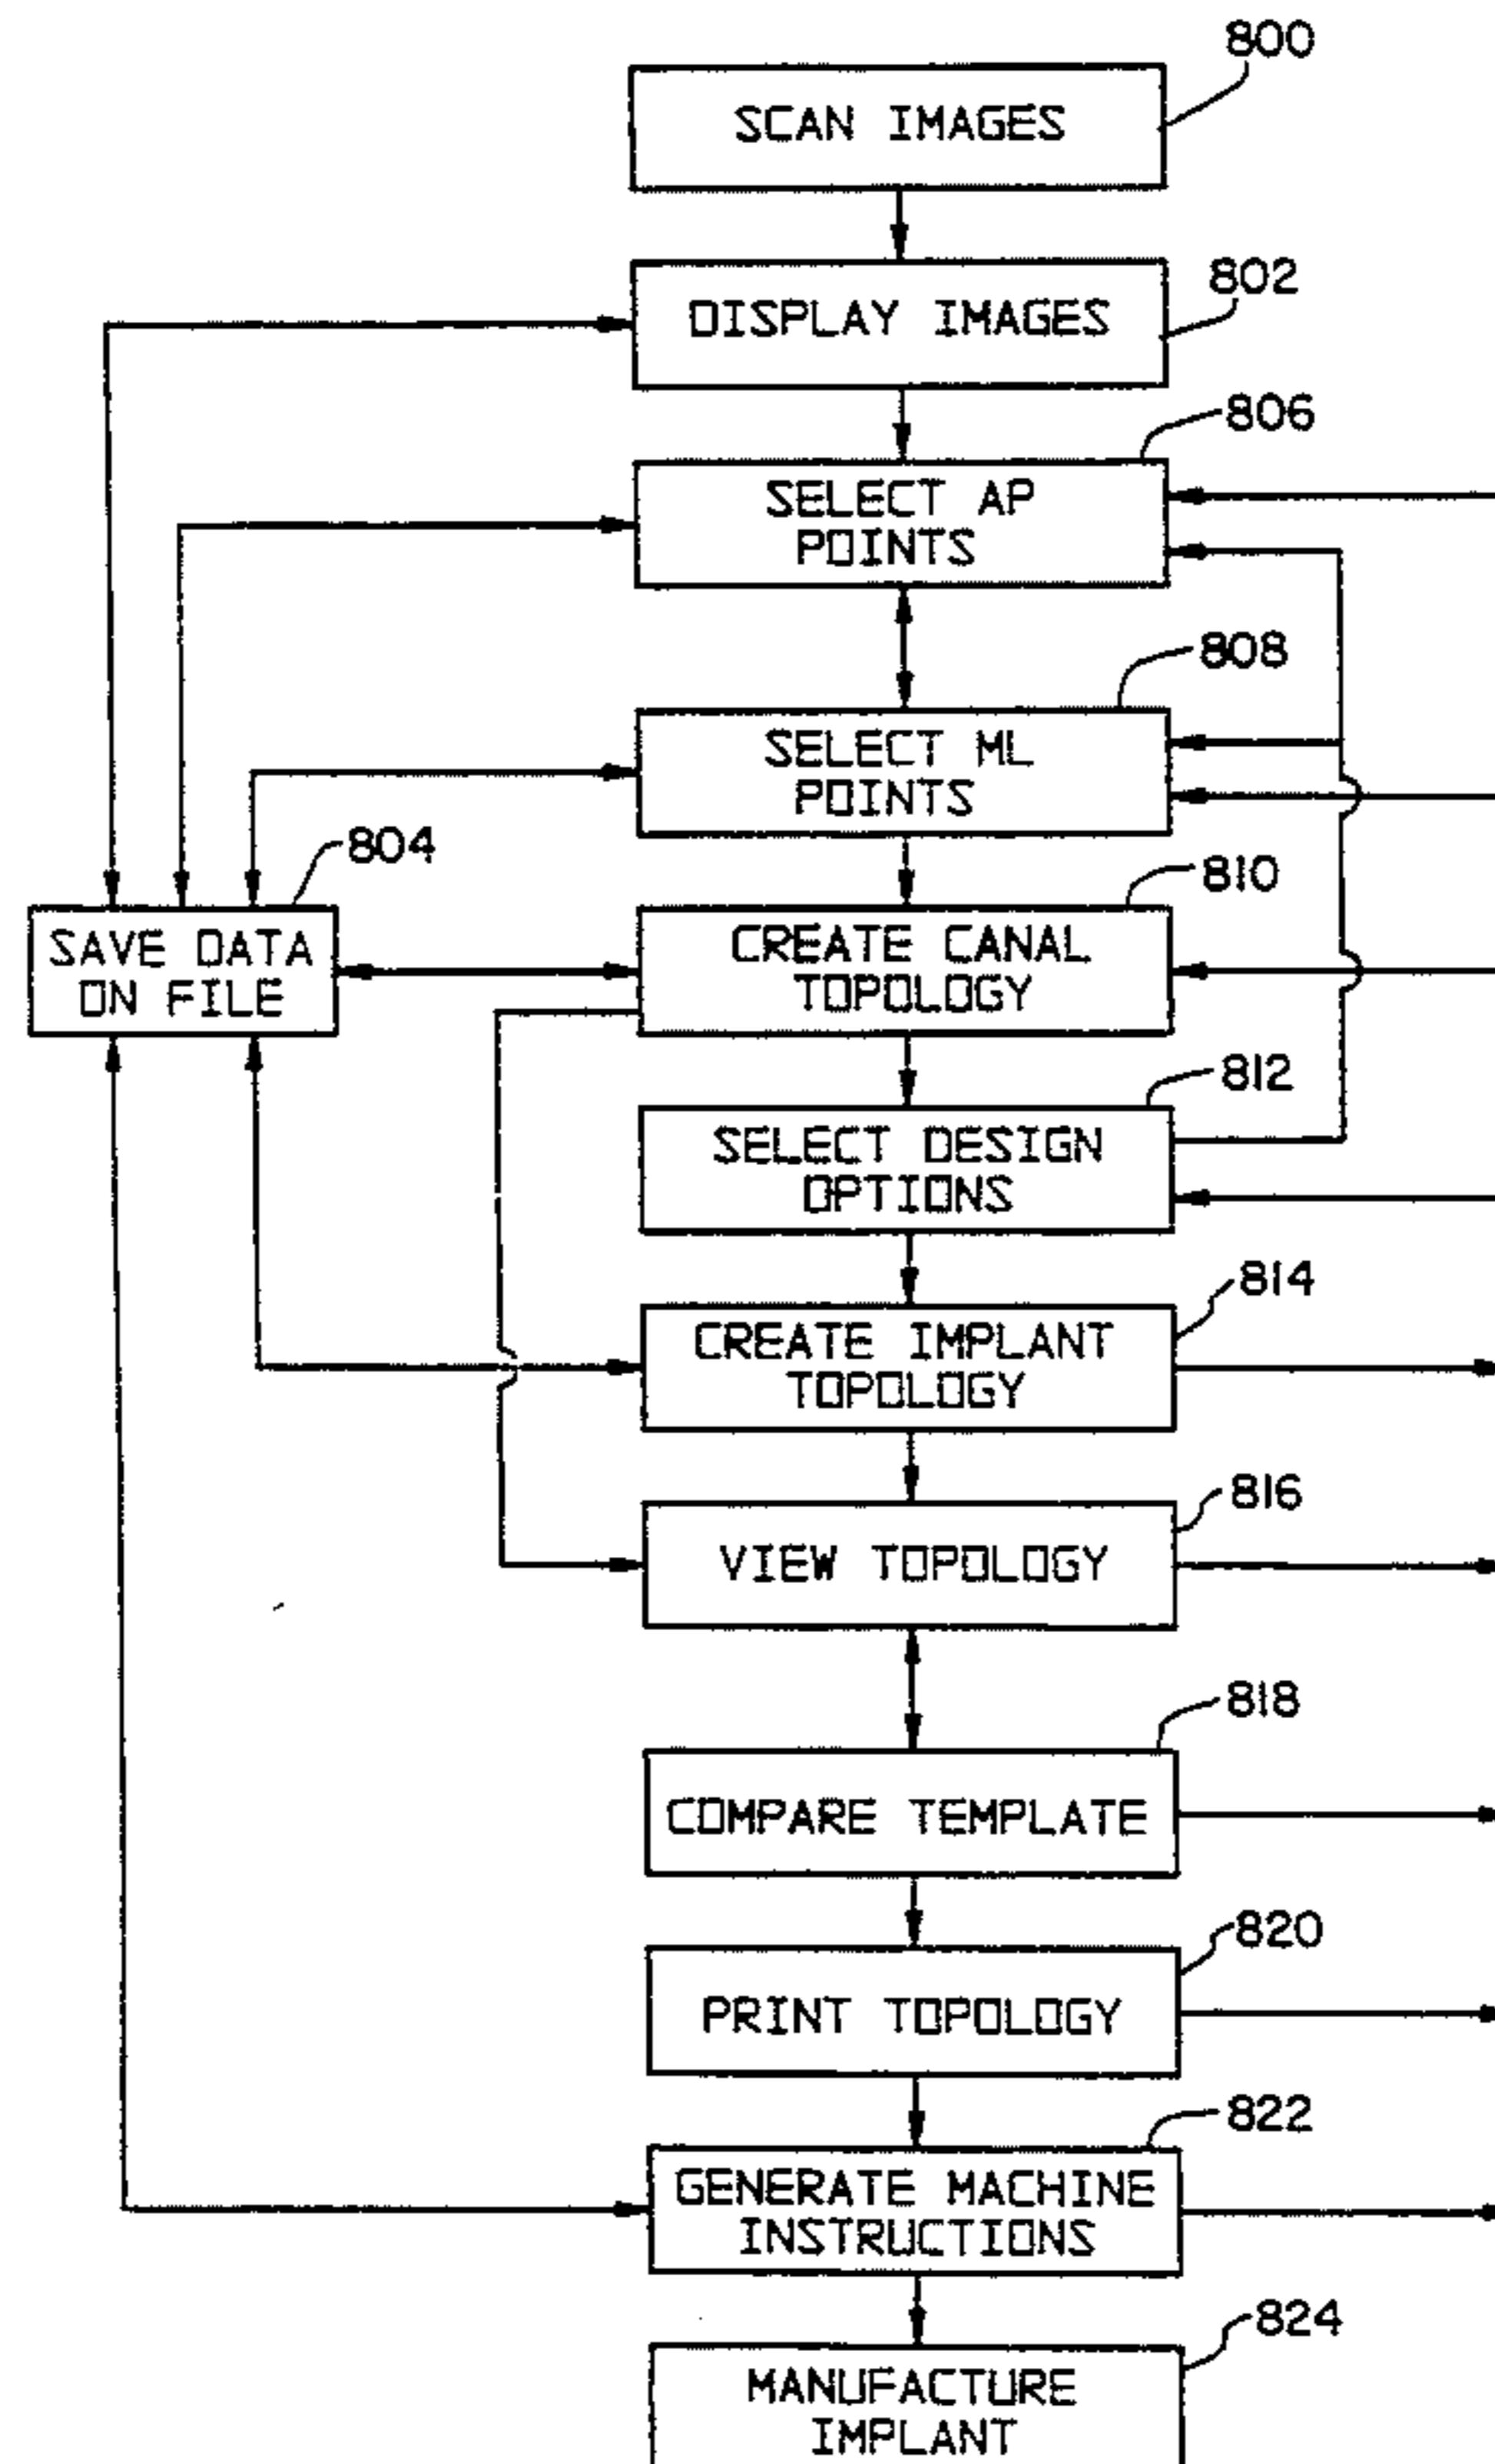 800
SCAN IMAGES
802
DISPLAY IMAGES
806
SELECT AP
POINTS
808
SELECT ML
POINTS
804
SAVE DATA
ON FILE
810
CREATE CANAL
TOPOLOGY
812
SELECT DESIGN
OPTIONS
814
CREATE IMPLANT
TOPOLOGY
816
VIEW TOPOLOGY
818
COMPARE TEMPLATE
820
PRINT TOPOLOGY
822
GENERATE MACHINE
INSTRUCTIONS
824
MANUFACTURE
IMPLANT